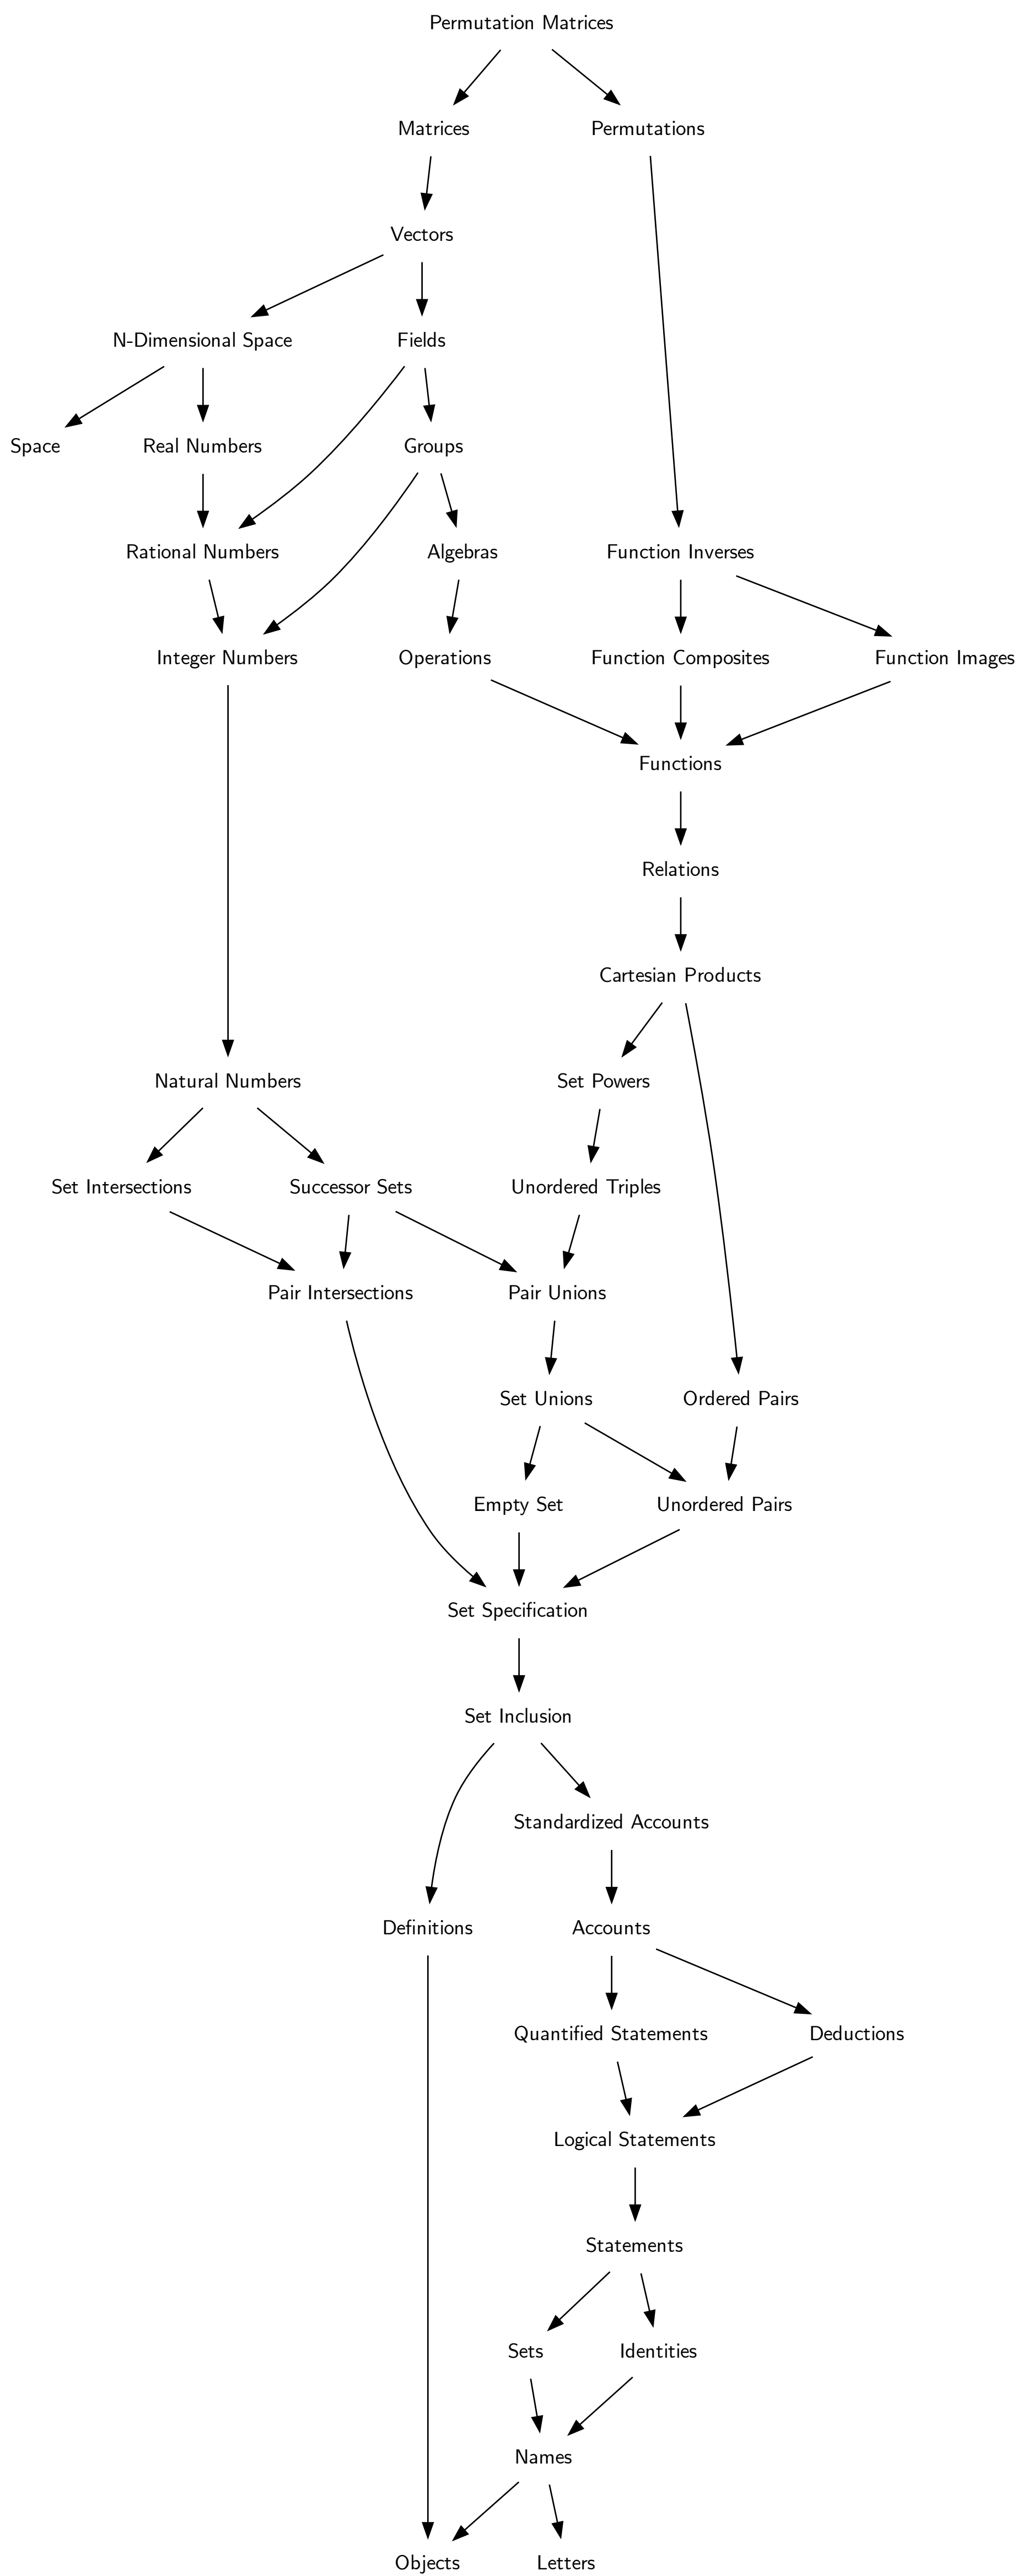 Permutation Matrices
Matrices
Permutations
Vectors
N-Dimensional Space
Fields
Space
Real Numbers
Groups
Rational Numbers
Algebras
Function Inverses
Integer Numbers
Operations
Function Composites
Function Images
Functions
Relations
Cartesian Products
Natural Numbers
Set Powers
Set Intersections
Successor Sets
Unordered Triples
Pair Intersections
Pair Unions
Set Unions
Ordered Pairs
Empty Set
Unordered Pairs
Set Specification
Set Inclusion
Standardized Accounts
Definitions
Accounts
Quantified Statements
Deductions
Logical Statements
Statements
Sets
Identities
Names
Objects
Letters